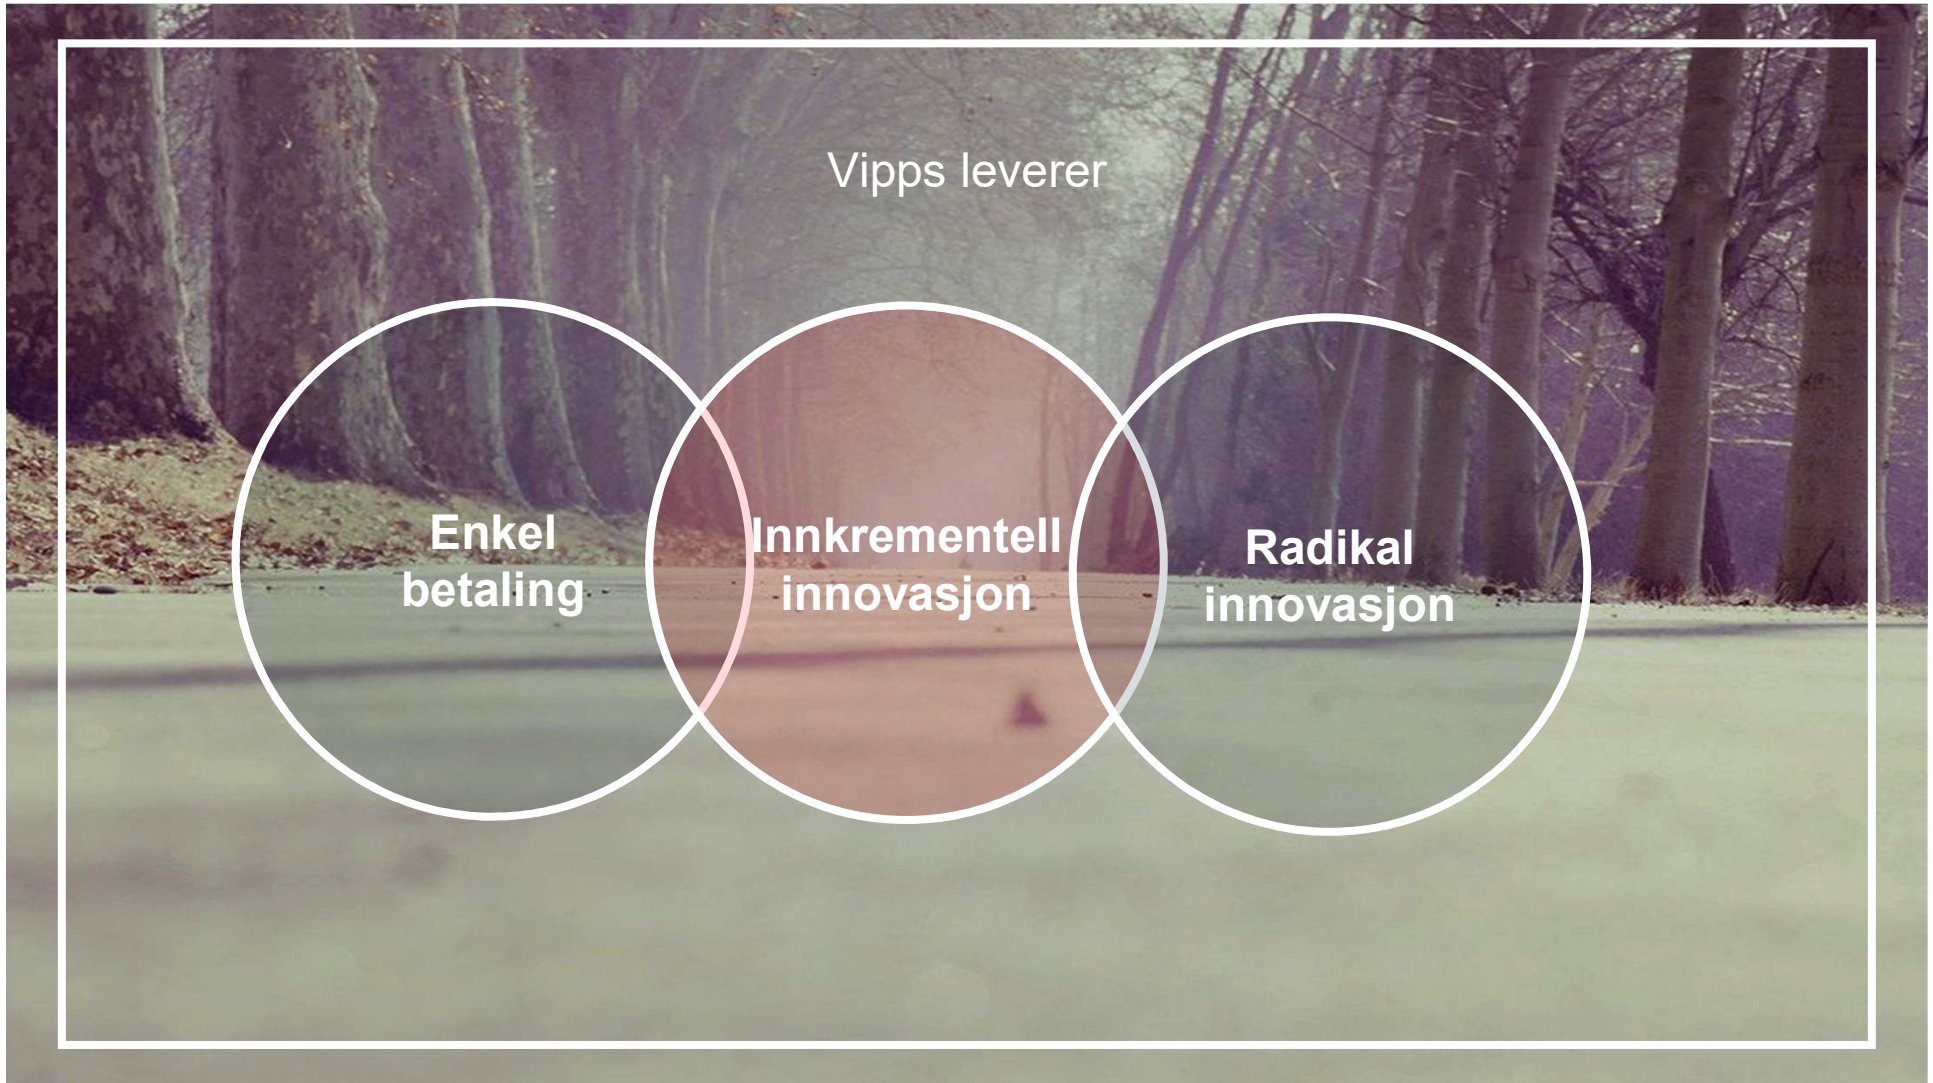 Vipps leverer
Enkel
betaling
Innkrementell
innovasjon
Radikal
innovasjon